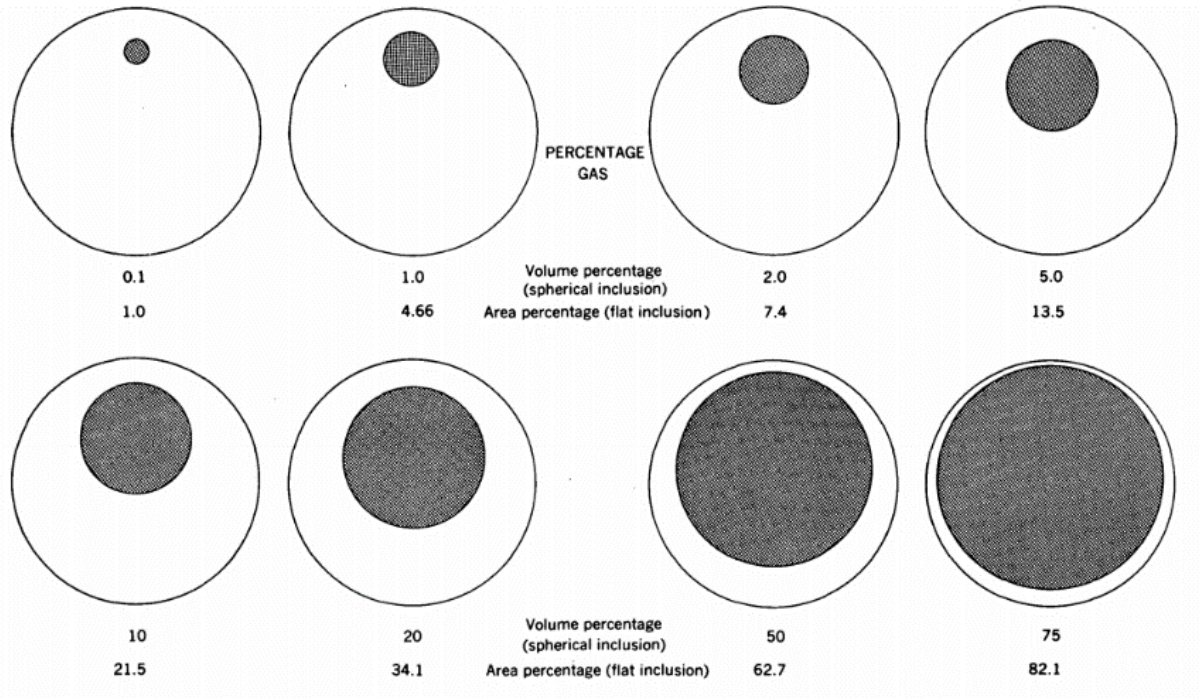 PERCENTAGE
GAS
0.1 1.0 Volume percentage 2.0 5.0
(spherical inclusion)
1.0 4.66 Area percentage (flat inclusion) 7.4 13.5
10 20 Volume percentage 50 75
(spherical inclusion)
21.5 34.1 Area percentage (flat inclusion) 62.7 82.1